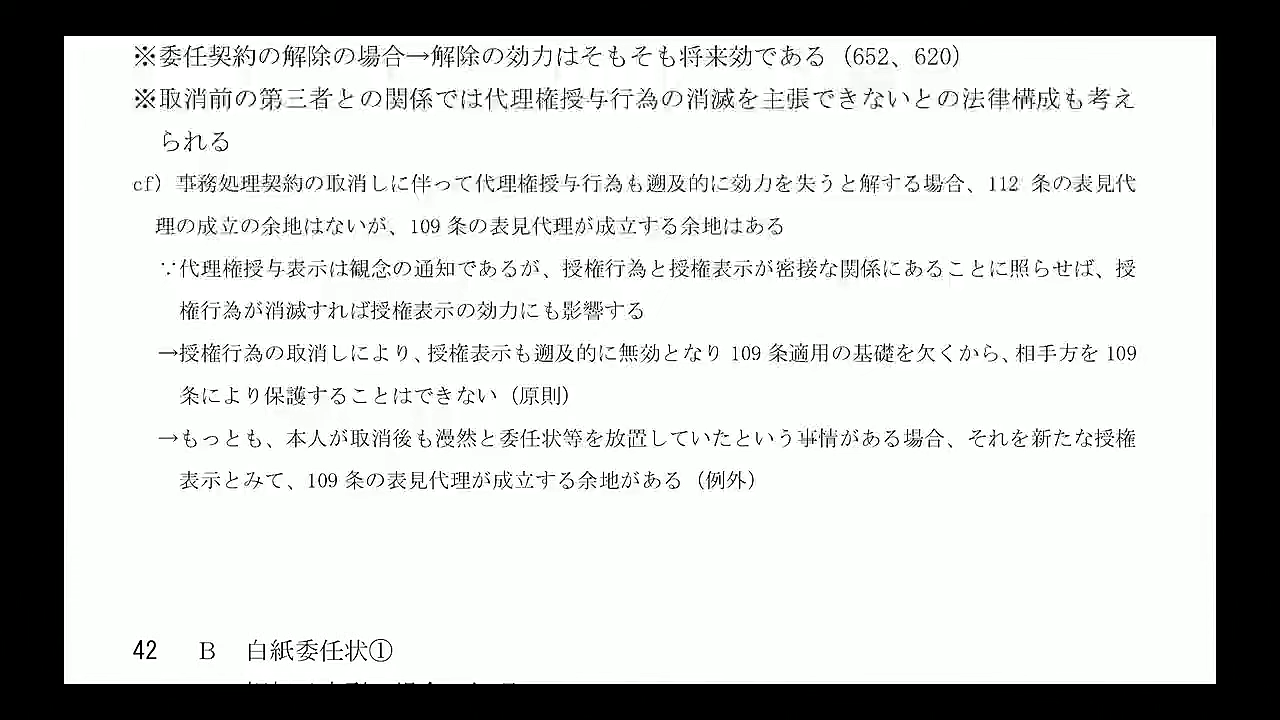 ※委任契約の解除の場合→解除の効力はそもそも将来効である（652、620）
※取消前の第三者との関係では代理権授与行為の消滅を主張できないとの法律構成も考え
られる
cf）事務処理契約の取消しに伴って代理権授与行為も遡及的に効力を失うと解する場合、112 条の表見代
理の成立の余地はないが、109 条の表見代理が成立する余地はある
∵代理権授与表示は観念の通知であるが、授権行為と授権表示が密接な関係にあることに照らせば、授
権行為が消滅すれば授権表示の効力にも影響する
→授権行為の取消しにより、授権表示も遡及的に無効となり 109 条適用の基礎を欠くから、相手方を 109
条により保護することはできない（原則）
→もっとも、本人が取消後も漫然と委任状等を放置していたという事情がある場合、それを新たな授権
表示とみて、109 条の表見代理が成立する余地がある（例外）
42 B 白紙委任状①